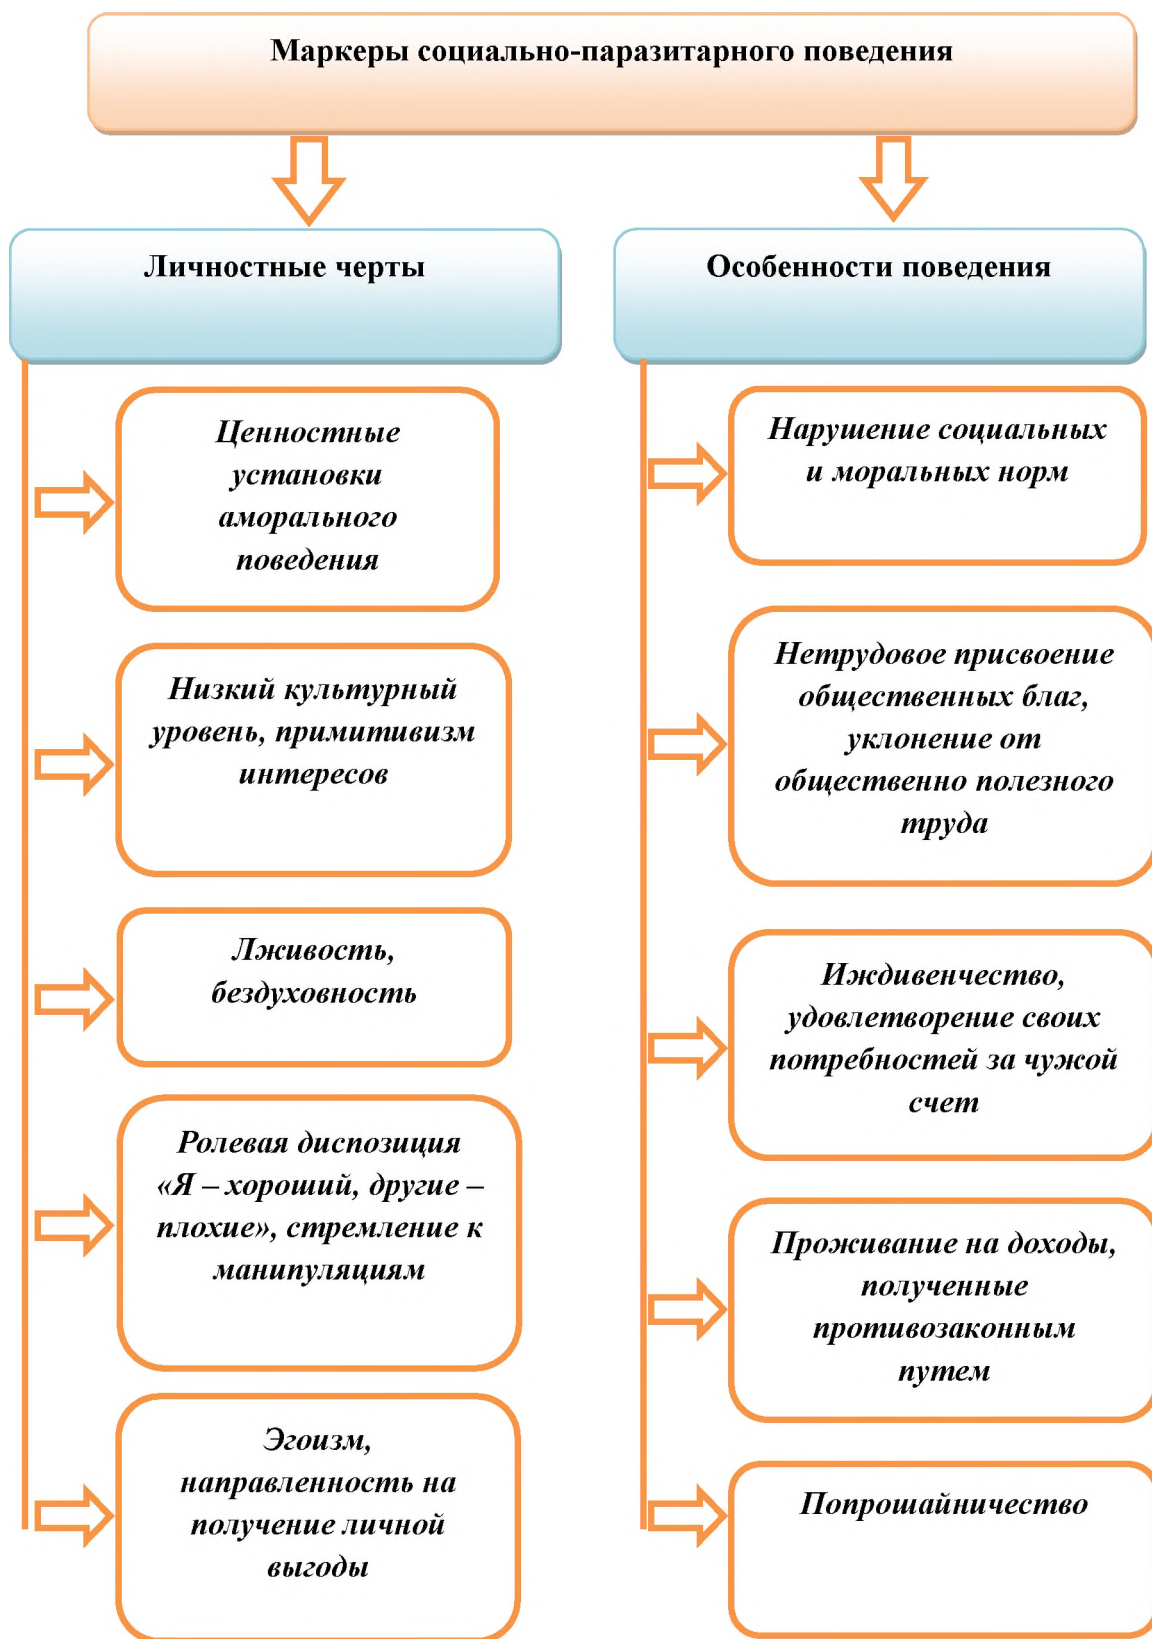 Маркеры социально-паразитарного поведения
Личностные черты
Ценностные
установки
аморального
поведения
Низкий культурный
уровень, примитивизм
интересов
Лживость,
бездуховность
Ролевая диспозиция
«Я – хороший, другие –
плохие», стремление к
манипуляциям
Эгоизм,
направленность на
получение личной
выгоды
Особенности поведения
Нарушение социальных
и моральных норм
Нетрудовое присвоение
общественных благ,
уклонение от
общественно полезного
труда
Иждивенчество,
удовлетворение своих
потребностей за чужой
счет
Проживание на доходы,
полученные
противозаконным
путем
Попрошайничество